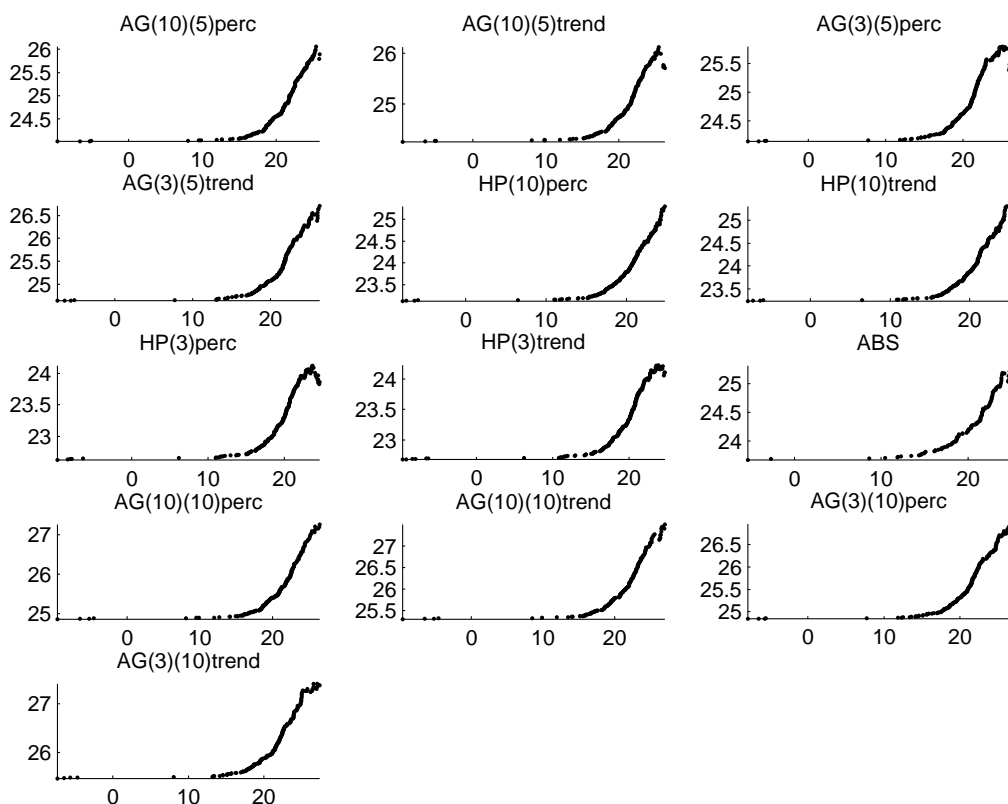 AG(10)(5)perc
26
25.5
25
24.5
0 10 20
AG(10)(5)trend
26
25
0 10 20
AG(3)(5)perc
25.5
25
24.5
0 10 20
AG(3)(5)trend
26.5
26
25.5
25
0 10 20
HP(10)perc
25
24.5
24
23.5
0 10 20
HP(10)trend
25
24.5
24
23.5
0 10 20
HP(3)perc
24
23.5
23
0 10 20
HP(3)trend
24
23.5
23
0 10 20
ABS
25
24.5
24
0 10 20
AG(10)(10)perc
27
26
25
0 10 20
AG(10)(10)trend
27
26.5
26
25.5
0 10 20
AG(3)(10)perc
26.5
26
25.5
25
0 10 20
AG(3)(10)trend
27
26
0 10 20